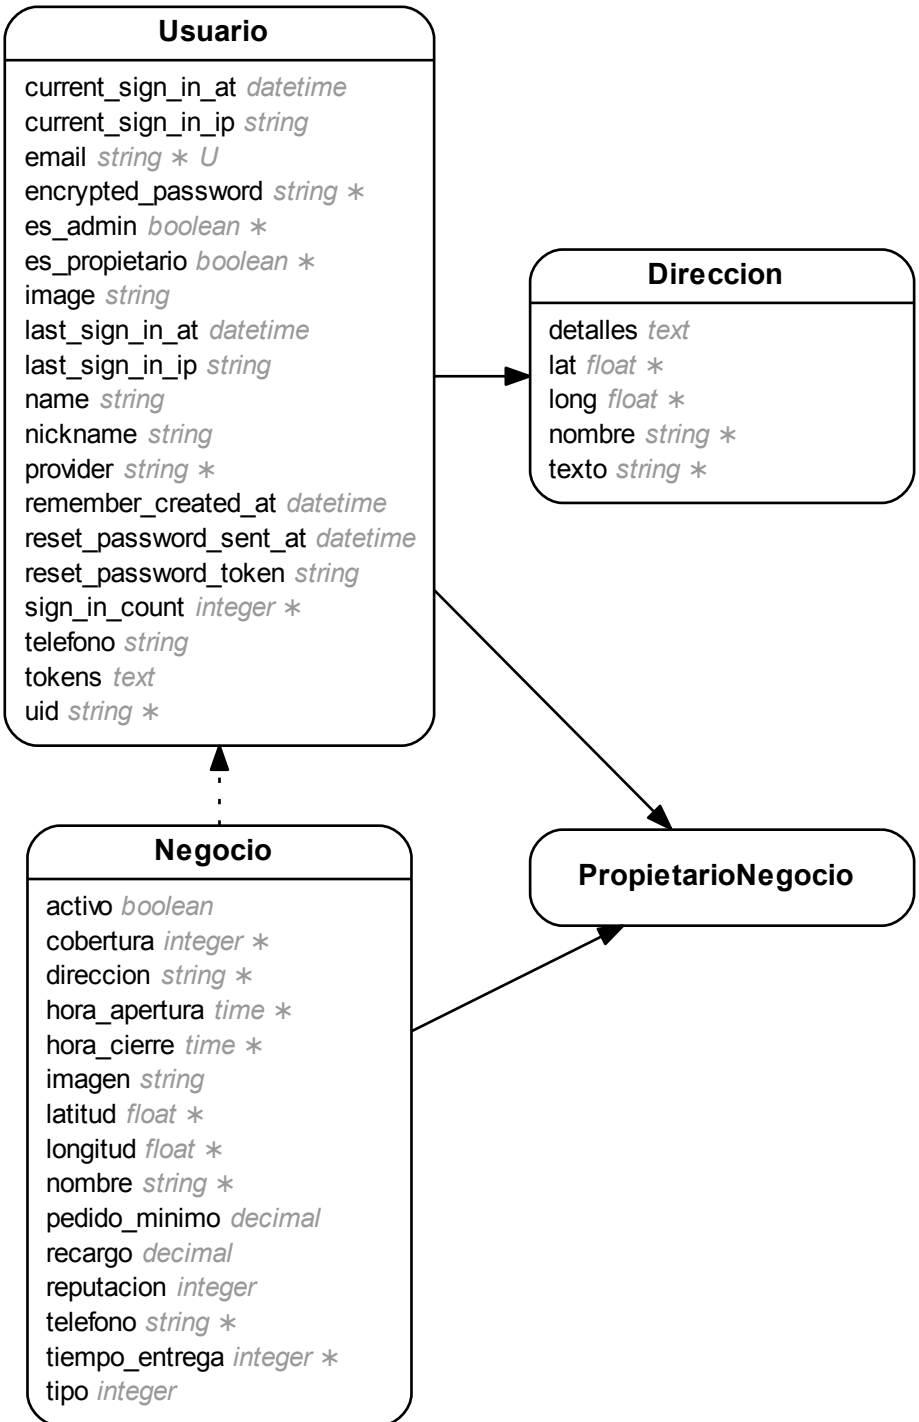 Usuario
current_sign_in_at datetime
current_sign_in_ip string
email string ∗ U
encrypted_password string ∗
es_admin boolean ∗
es_propietario boolean ∗
image string
last_sign_in_at datetime
last_sign_in_ip string
name string
nickname string
provider string ∗
remember_created_at datetime
reset_password_sent_at datetime
reset_password_token string
sign_in_count integer ∗
telefono string
tokens text
uid string ∗
Direccion
detalles text
lat float ∗
long float ∗
nombre string ∗
texto string ∗
Negocio
activo boolean
cobertura integer ∗
direccion string ∗
hora_apertura time ∗
hora_cierre time ∗
imagen string
latitud float ∗
longitud float ∗
nombre string ∗
pedido_minimo decimal
recargo decimal
reputacion integer
telefono string ∗
tiempo_entrega integer ∗
tipo integer
PropietarioNegocio